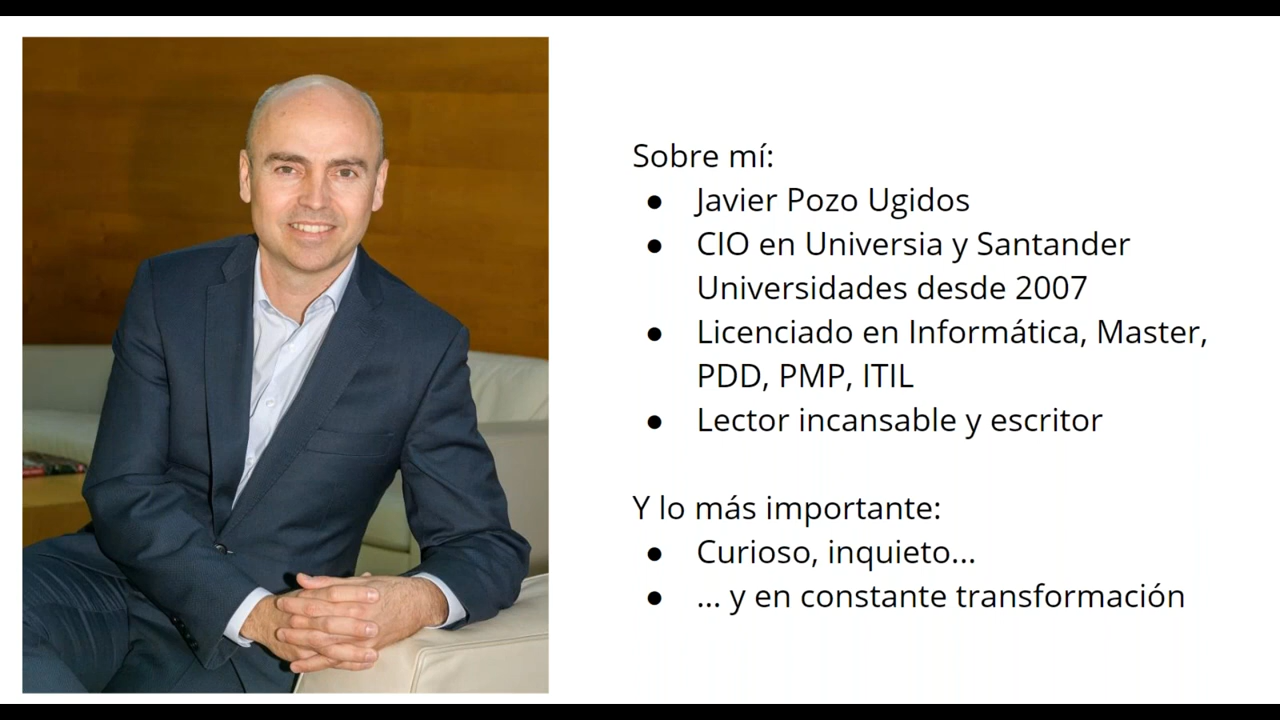 Sobre mí:
● Javier Pozo Ugidos
● CIO en Universia y Santander
Universidades desde 2007
● Licenciado en Informática, Master,
PDD, PMP, ITIL
● Lector incansable y escritor
Y lo más importante:
● Curioso, inquieto...
● ... y en constante transformación